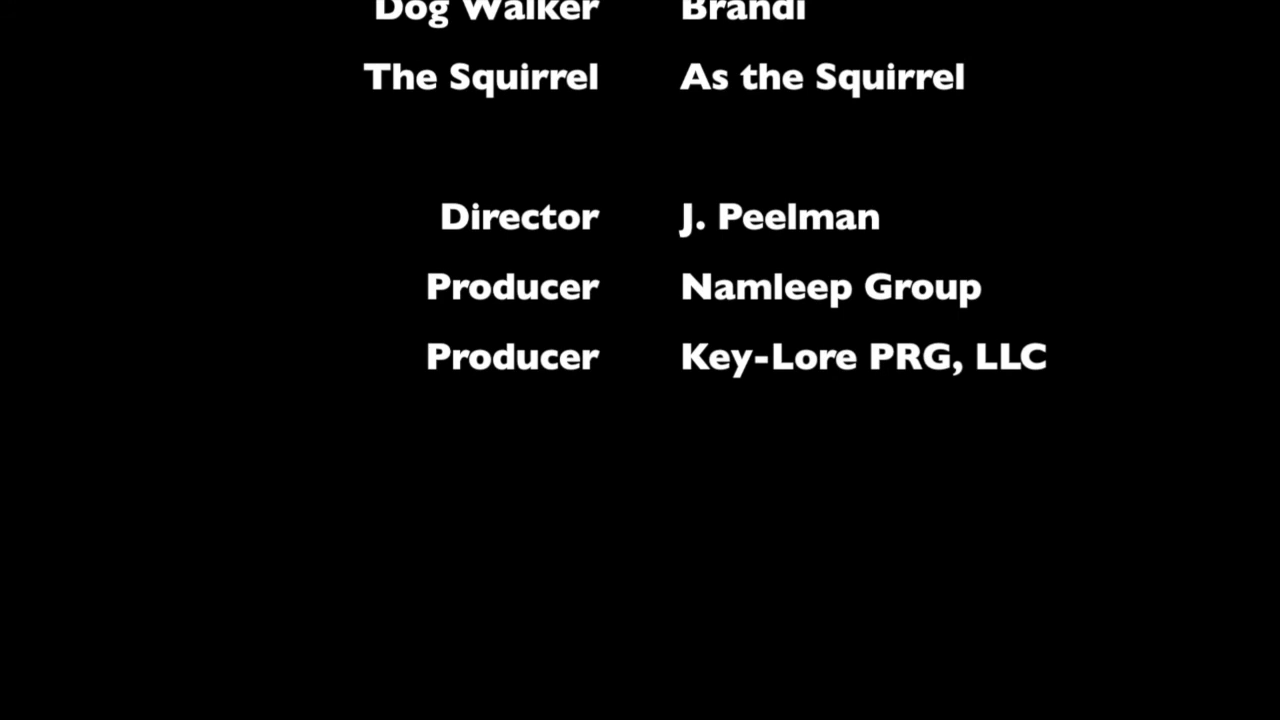 Dog Walker Brandi
The Squirrel As the Squirrel
Director J. Peelman
Producer Namleep Group
Producer Key-Lore PRG, LLC